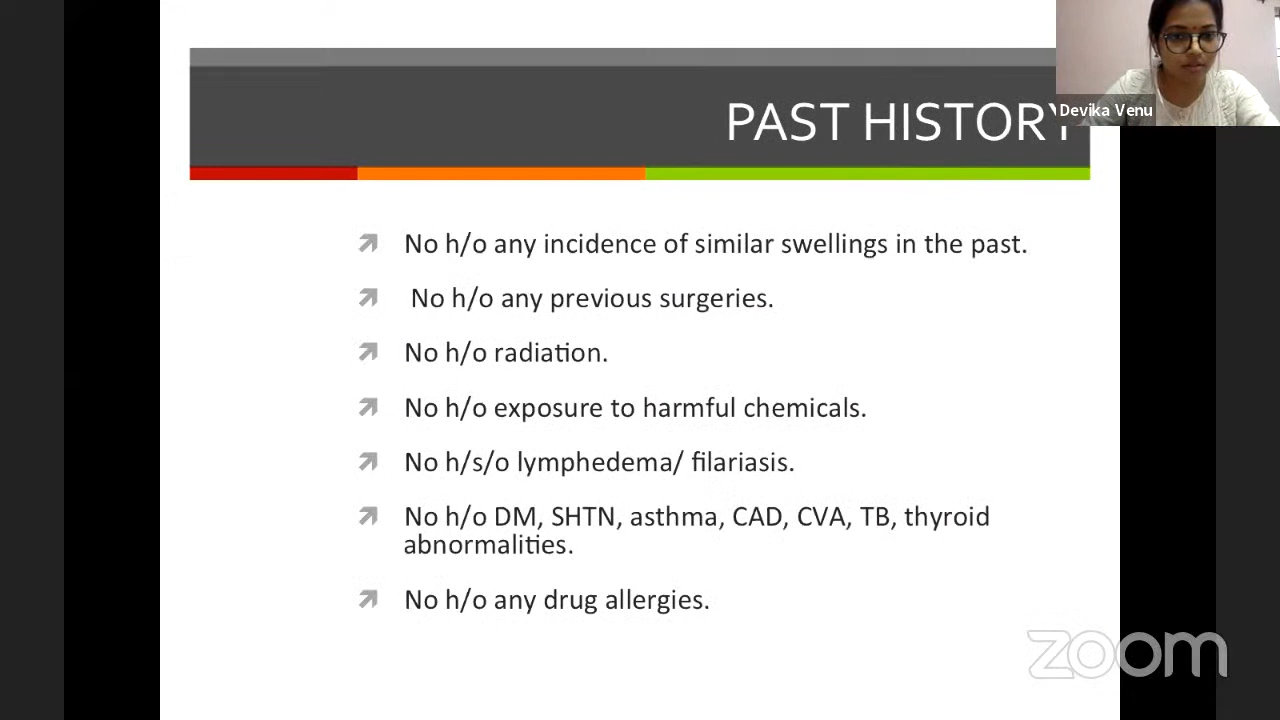 Devika Venu
PAST HISTORY
No h/o any incidence of similar swellings in the past.
No h/o any previous surgeries.
No h/o radiation.
No h/o exposure to harmful chemicals.
No h/s/o lymphedema/ filariasis.
No h/o DM, SHTN, asthma, CAD, CVA, TB, thyroid
abnormalities.
No h/o any drug allergies.
zoom